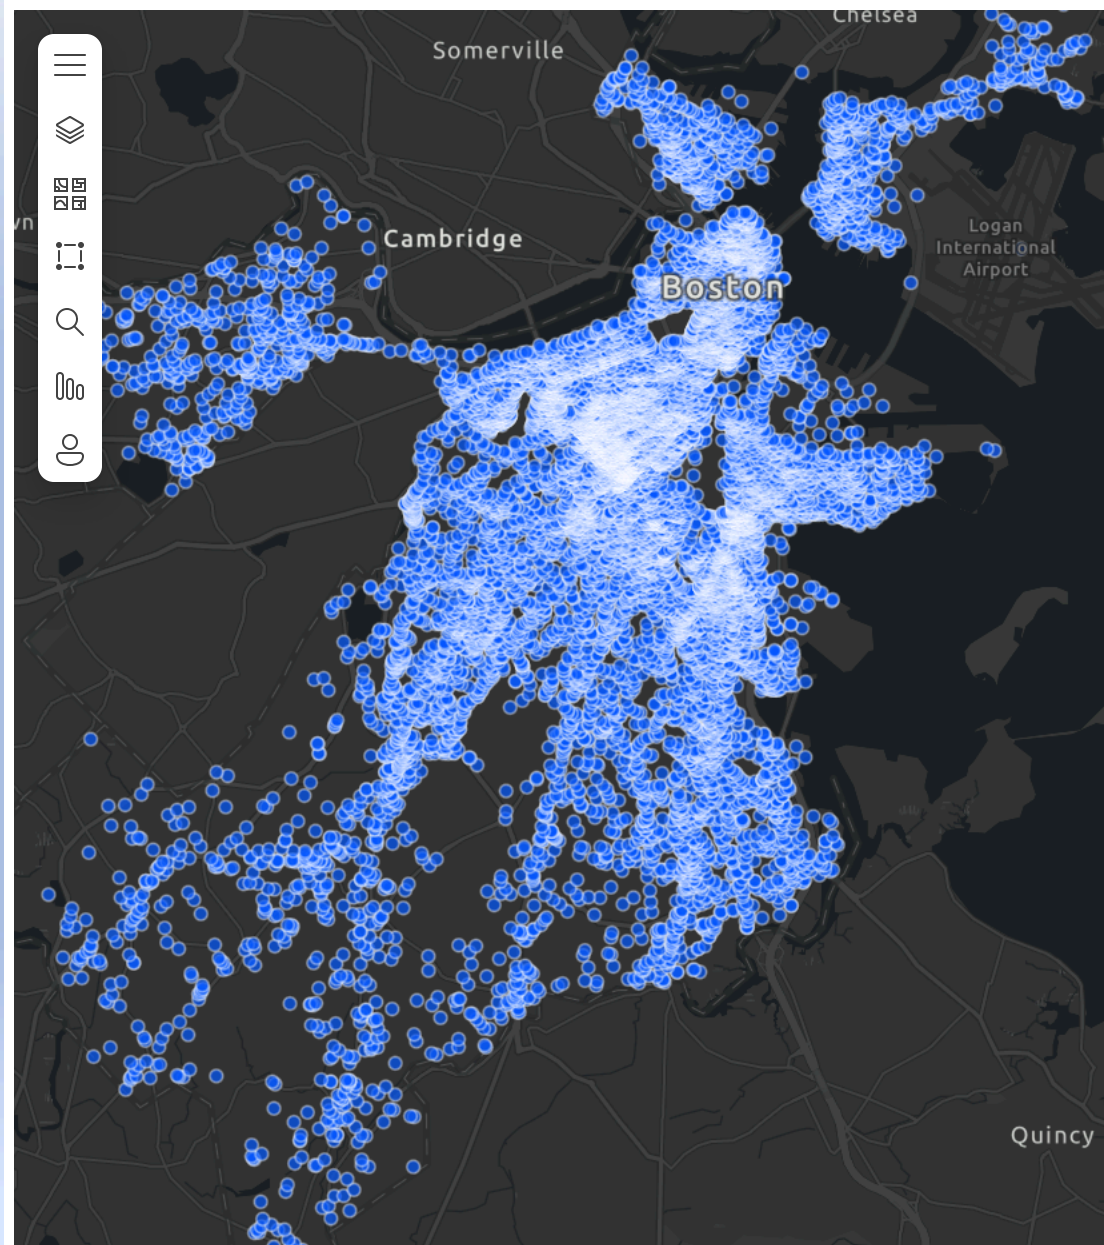 Chelsea
Somerville
Cambridge
Logan
International
Airport
Boston
Quincy